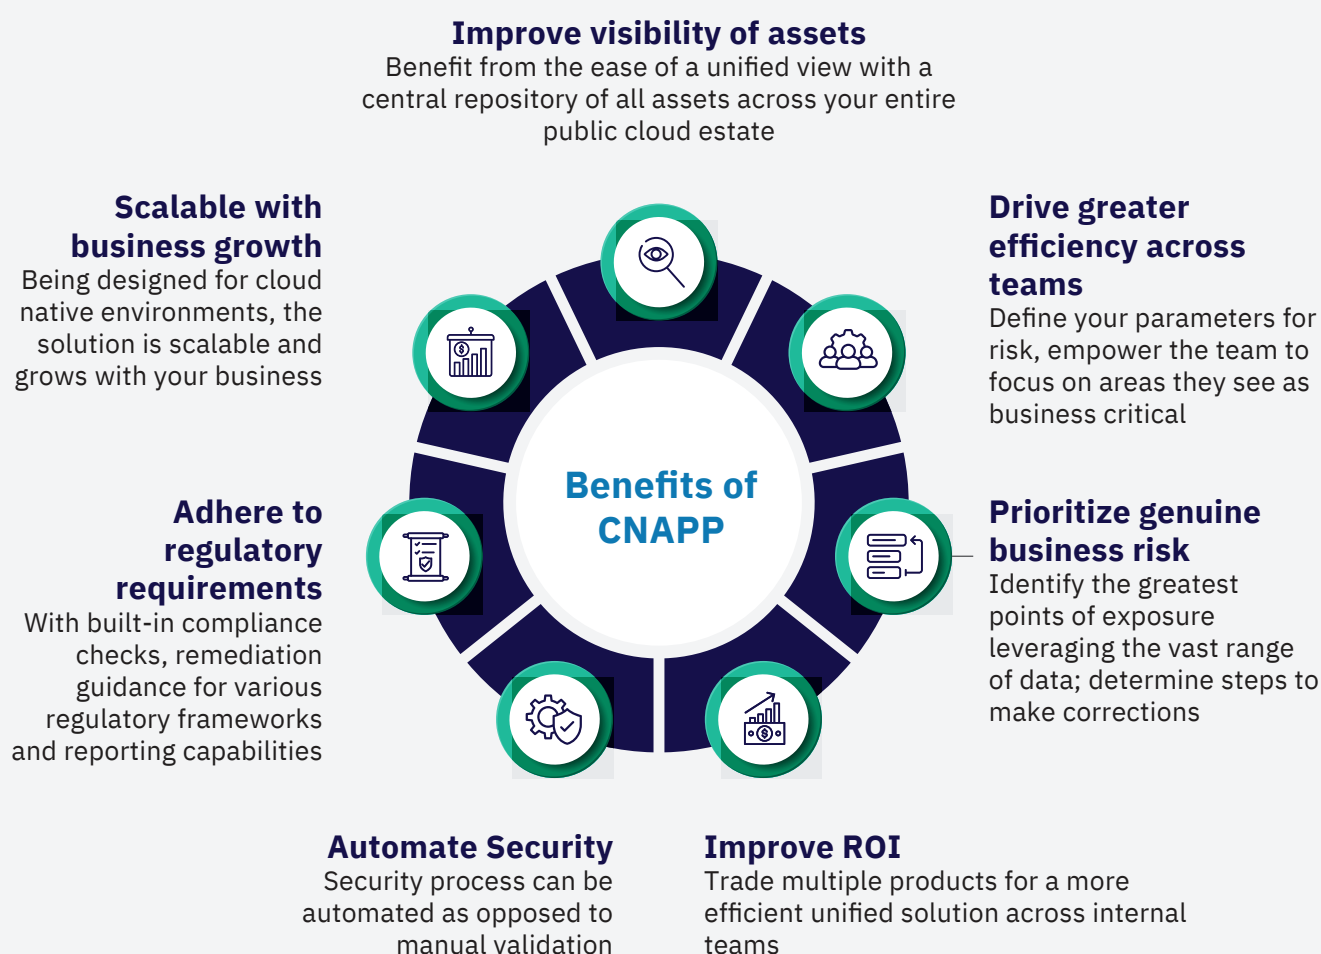 Improve visibility of assets
Benefit from the ease of a unified view with a
central repository of all assets across your entire
public cloud estate
Drive greater
efficiency across
teams
Define your parameters for
risk, empower the team to
focus on areas they see as
business critical
Prioritize genuine
business risk
Identify the greatest
points of exposure
leveraging the vast range
of data; determine steps to
make corrections
Improve ROI
Trade multiple products for a more
efficient unified solution across internal
teams
Automate Security
Security process can be
automated as opposed to
manual validation
Adhere to
regulatory
requirements
With built-in compliance
checks, remediation
guidance for various
regulatory frameworks
and reporting capabilities
Scalable with
business growth
Being designed for cloud
native environments, the
solution is scalable and
grows with your business
Benefits of
CNAPP